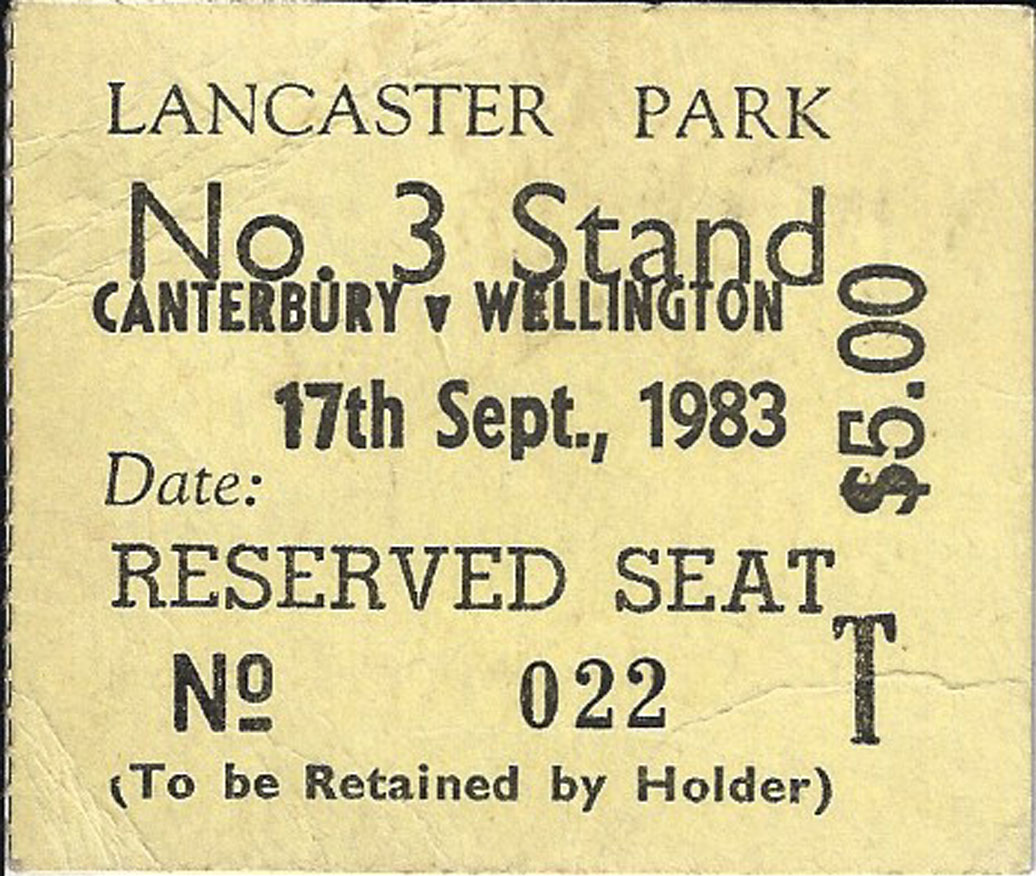 LANCASTER PARK
No. 3 Stand
CANTERBURY v WELLINGTON
$5.00
17th Sept., 1983
Date:
RESERVED SEAT
T
Nº 022
(To be Retained by Holder)